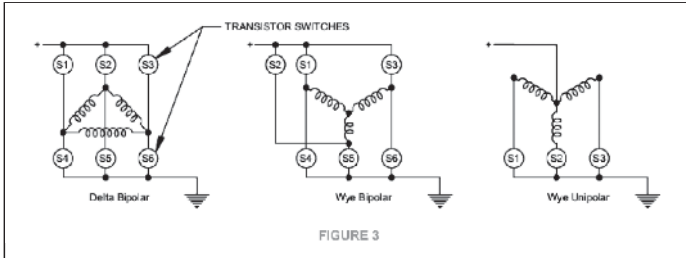 TRANSISTOR SWITCHES
+
S1 S2 S3
S4 S5 S6
Delta Bipolar
+
S2 S1 S3
S4 S5 S6
Wye Bipolar
+
S1 S2 S3
Wye Unipolar
FIGURE 3